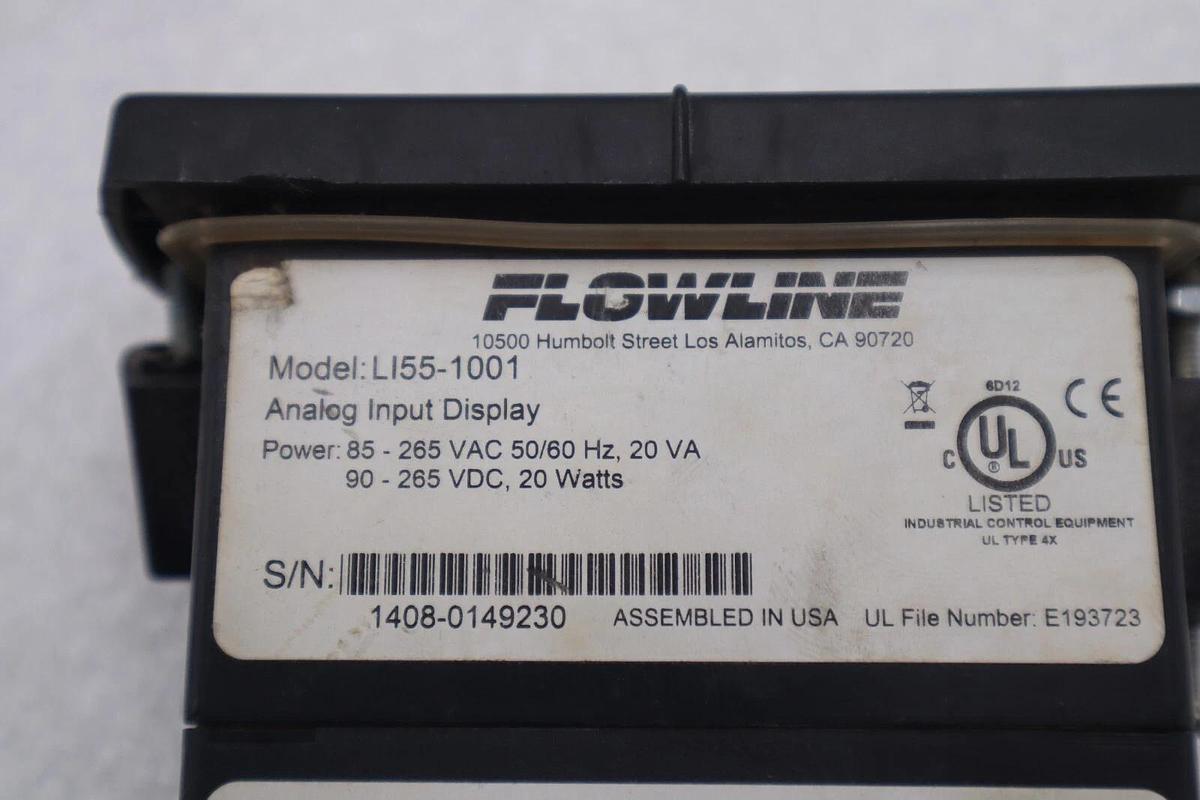 FLOWLINE
10500 Humbolt Street Los Alamitos, CA 90720
Model: LI55-1001
Analog Input Display
Power: 85 - 265 VAC 50/60 Hz, 20 VA
90 - 265 VDC, 20 Watts
6D12
CE
C UL ® US
LISTED
INDUSTRIAL CONTROL EQUIPMENT
UL TYPE 4X
S/N:
1408-0149230 ASSEMBLED IN USA UL File Number: E193723